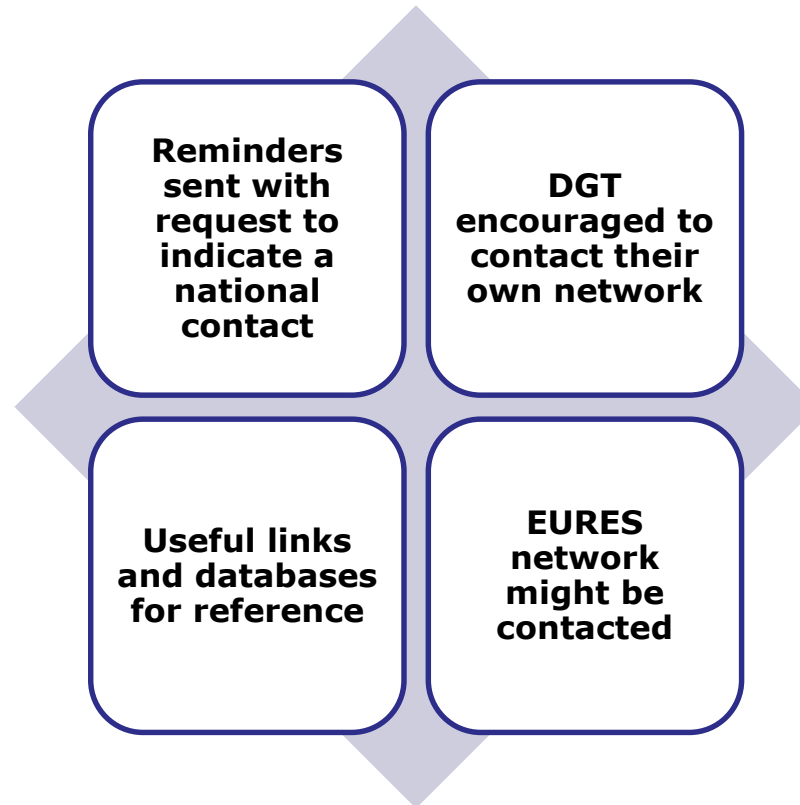 Reminders
sent with
request to
indicate a
national
contact
DGT
encouraged to
contact their
own network
Useful links
and databases
for reference
EURES
network
might be
contacted